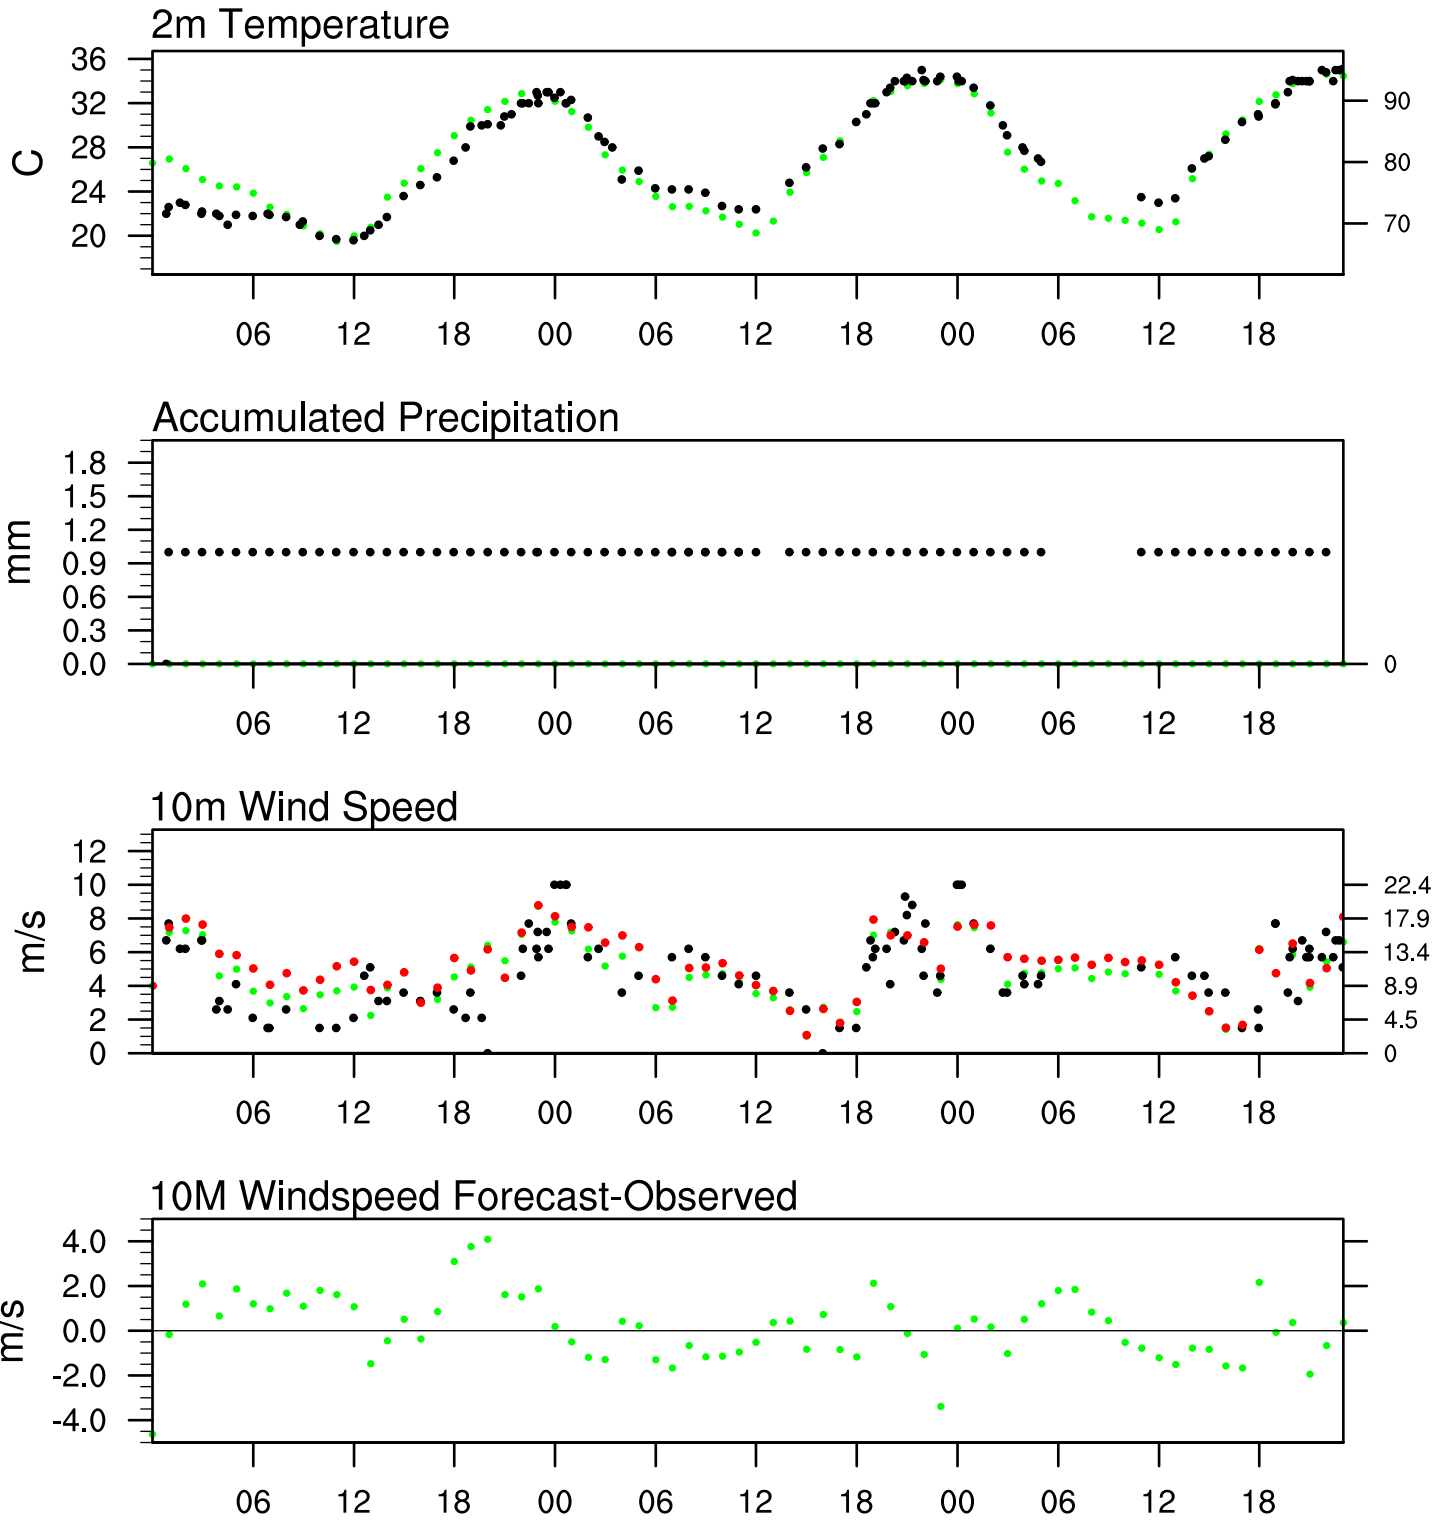 2m Temperature
36
32
28
24
20
C
90
80
70
06 12 18 00 06 12 18 00 06 12 18
Accumulated Precipitation
1.8
1.5
1.2
0.9
0.6
0.3
0.0
mm
0
06 12 18 00 06 12 18 00 06 12 18
10m Wind Speed
12
10
8
6
4
2
0
m/s
22.4
17.9
13.4
8.9
4.5
0
06 12 18 00 06 12 18 00 06 12 18
10M Windspeed Forecast-Observed
4.0
2.0
0.0
-2.0
-4.0
m/s
06 12 18 00 06 12 18 00 06 12 18